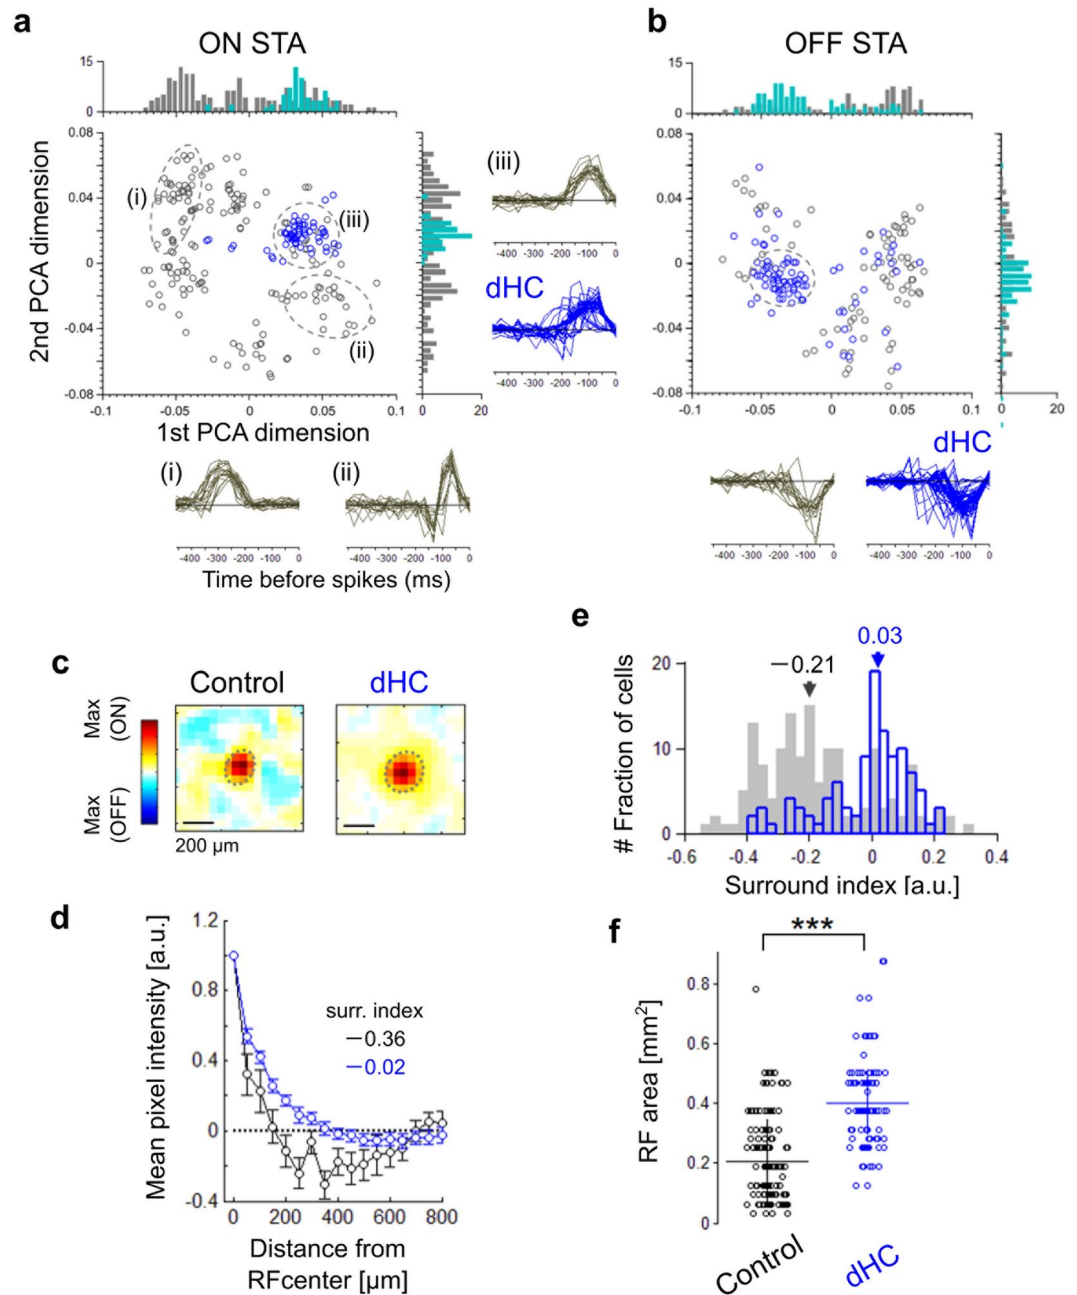 a
ON STA
15
0
2nd PCA dimension
0.08
0.04
0
-0.04
-0.08
-0.1
-0.05
0
0.05
0.1
1st PCA dimension
(i)
(iii)
(ii)
0
20
(iii)
-400 -300 -200 -100 0
dHC
-400 -300 -200 -100 0
(i)
-400 -300 -200 -100 0
(ii)
-400 -300 -200 -100 0
Time before spikes (ms)
b
OFF STA
15
0
0.08
0.04
0
-0.04
-0.08
-0.1
-0.05
0
0.05
0.1
0
20
dHC
-400 -300 -200 -100 0
-400 -300 -200 -100 0
c
Control
dHC
Max
(ON)
Max
(OFF)
200 μm
d
Mean pixel intensity [a.u.]
1.2
0.8
0.4
0
-0.4
surr. index
−0.36
−0.02
0
200
400
600
800
Distance from
RFcenter [μm]
e
0.03
−0.21
# Fraction of cells
20
10
0
-0.6
-0.4
-0.2
0
0.2
0.4
Surround index [a.u.]
f
***
RF area [mm²]
0.8
0.6
0.4
0.2
0
Control
dHC